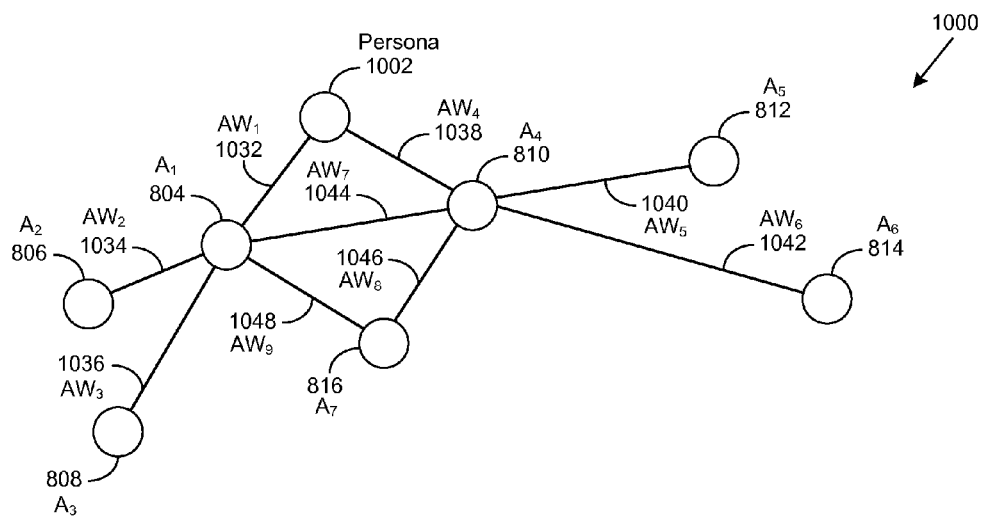 1000
Persona
1002
AW₁
1032
AW₄
1038
A₅
812
A₄
810
A₁
804
AW₇
1044
A₂
806
AW₂
1034
1040
AW₅
AW₆
1042
A₆
814
1046
AW₈
1048
AW₉
1036
AW₃
816
A₇
808
A₃